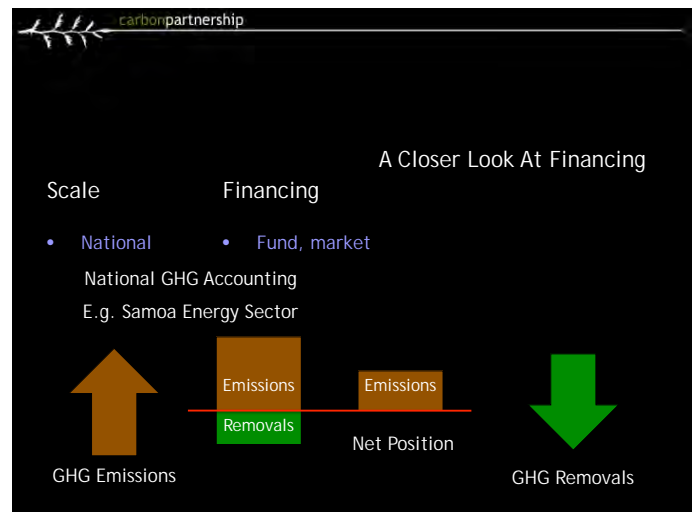 carbonpartnership
A Closer Look At Financing
Scale Financing
• National • Fund, market
National GHG Accounting
E.g. Samoa Energy Sector
Emissions Emissions
Removals
Net Position
GHG Emissions GHG Removals